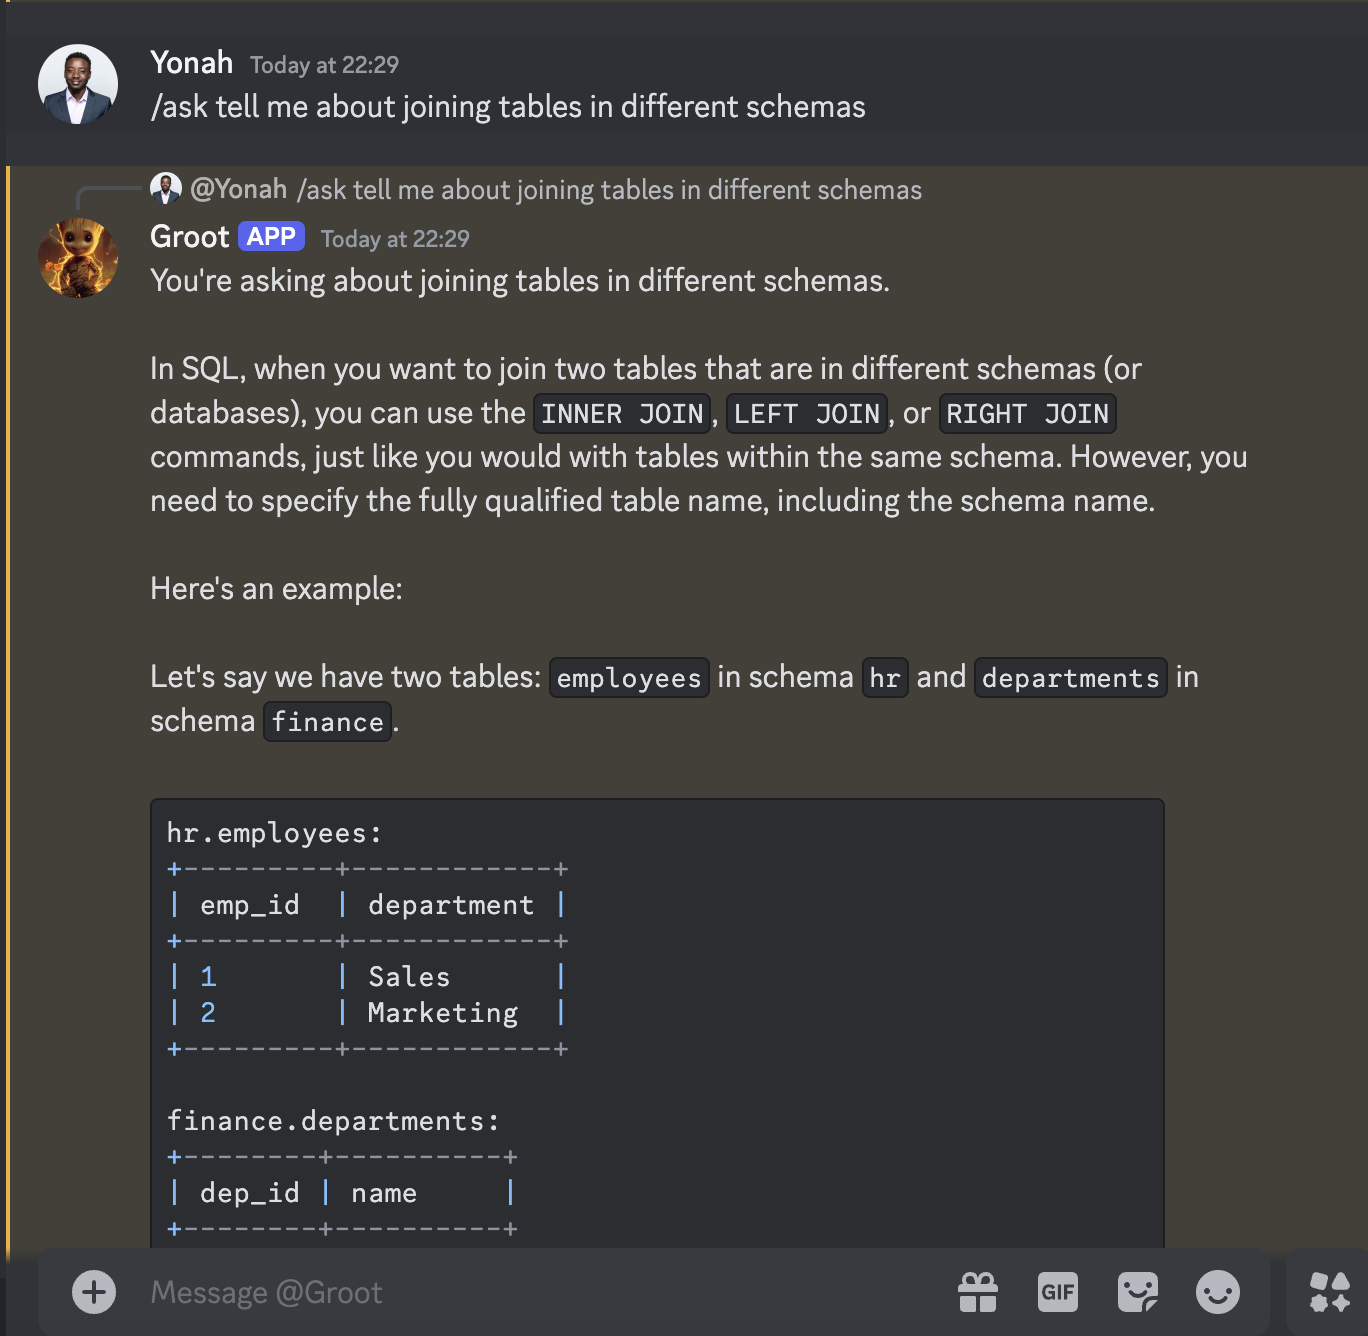 Yonah Today at 22:29
/ask tell me about joining tables in different schemas
@Yonah /ask tell me about joining tables in different schemas
Groot APP Today at 22:29
You're asking about joining tables in different schemas.
In SQL, when you want to join two tables that are in different schemas (or
databases), you can use the INNER JOIN, LEFT JOIN, or RIGHT JOIN
commands, just like you would with tables within the same schema. However, you
need to specify the fully qualified table name, including the schema name.
Here's an example:
Let's say we have two tables: employees in schema hr and departments in
schema finance.
hr.employees:
+---------+------------+
| emp_id  | department |
+---------+------------+
| 1       | Sales      |
| 2       | Marketing  |
+---------+------------+
finance.departments:
+--------+----------+
| dep_id | name     |
+--------+----------+
Message @Groot
GIF